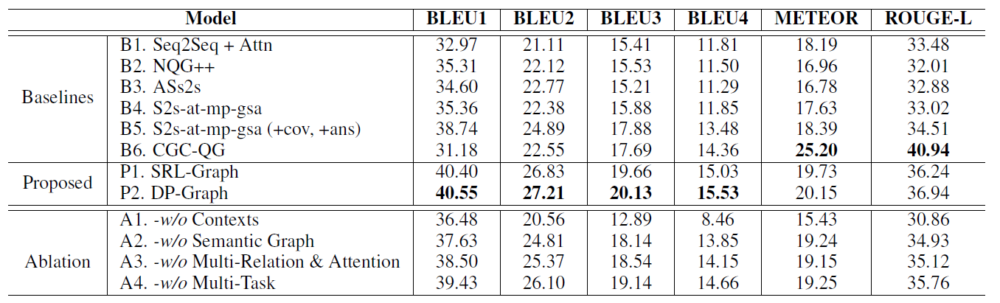 Model BLEU1 BLEU2 BLEU3 BLEU4 METEOR ROUGE-L
Baselines
B1. Seq2Seq + Attn 32.97 21.11 15.41 11.81 18.19 33.48
B2. NQG++ 35.31 22.12 15.53 11.50 16.96 32.01
B3. ASs2s 34.60 22.77 15.21 11.29 16.78 32.88
B4. S2s-at-mp-gsa 35.36 22.38 15.88 11.85 17.63 33.02
B5. S2s-at-mp-gsa (+cov, +ans) 38.74 24.89 17.88 13.48 18.39 34.51
B6. CGC-QG 31.18 22.55 17.69 14.36 25.20 40.94
Proposed
P1. SRL-Graph 40.40 26.83 19.66 15.03 19.73 36.24
P2. DP-Graph 40.55 27.21 20.13 15.53 20.15 36.94
Ablation
A1. -w/o Contexts 36.48 20.56 12.89 8.46 15.43 30.86
A2. -w/o Semantic Graph 37.63 24.81 18.14 13.85 19.24 34.93
A3. -w/o Multi-Relation & Attention 38.50 25.37 18.54 14.15 19.15 35.12
A4. -w/o Multi-Task 39.43 26.10 19.14 14.66 19.25 35.76